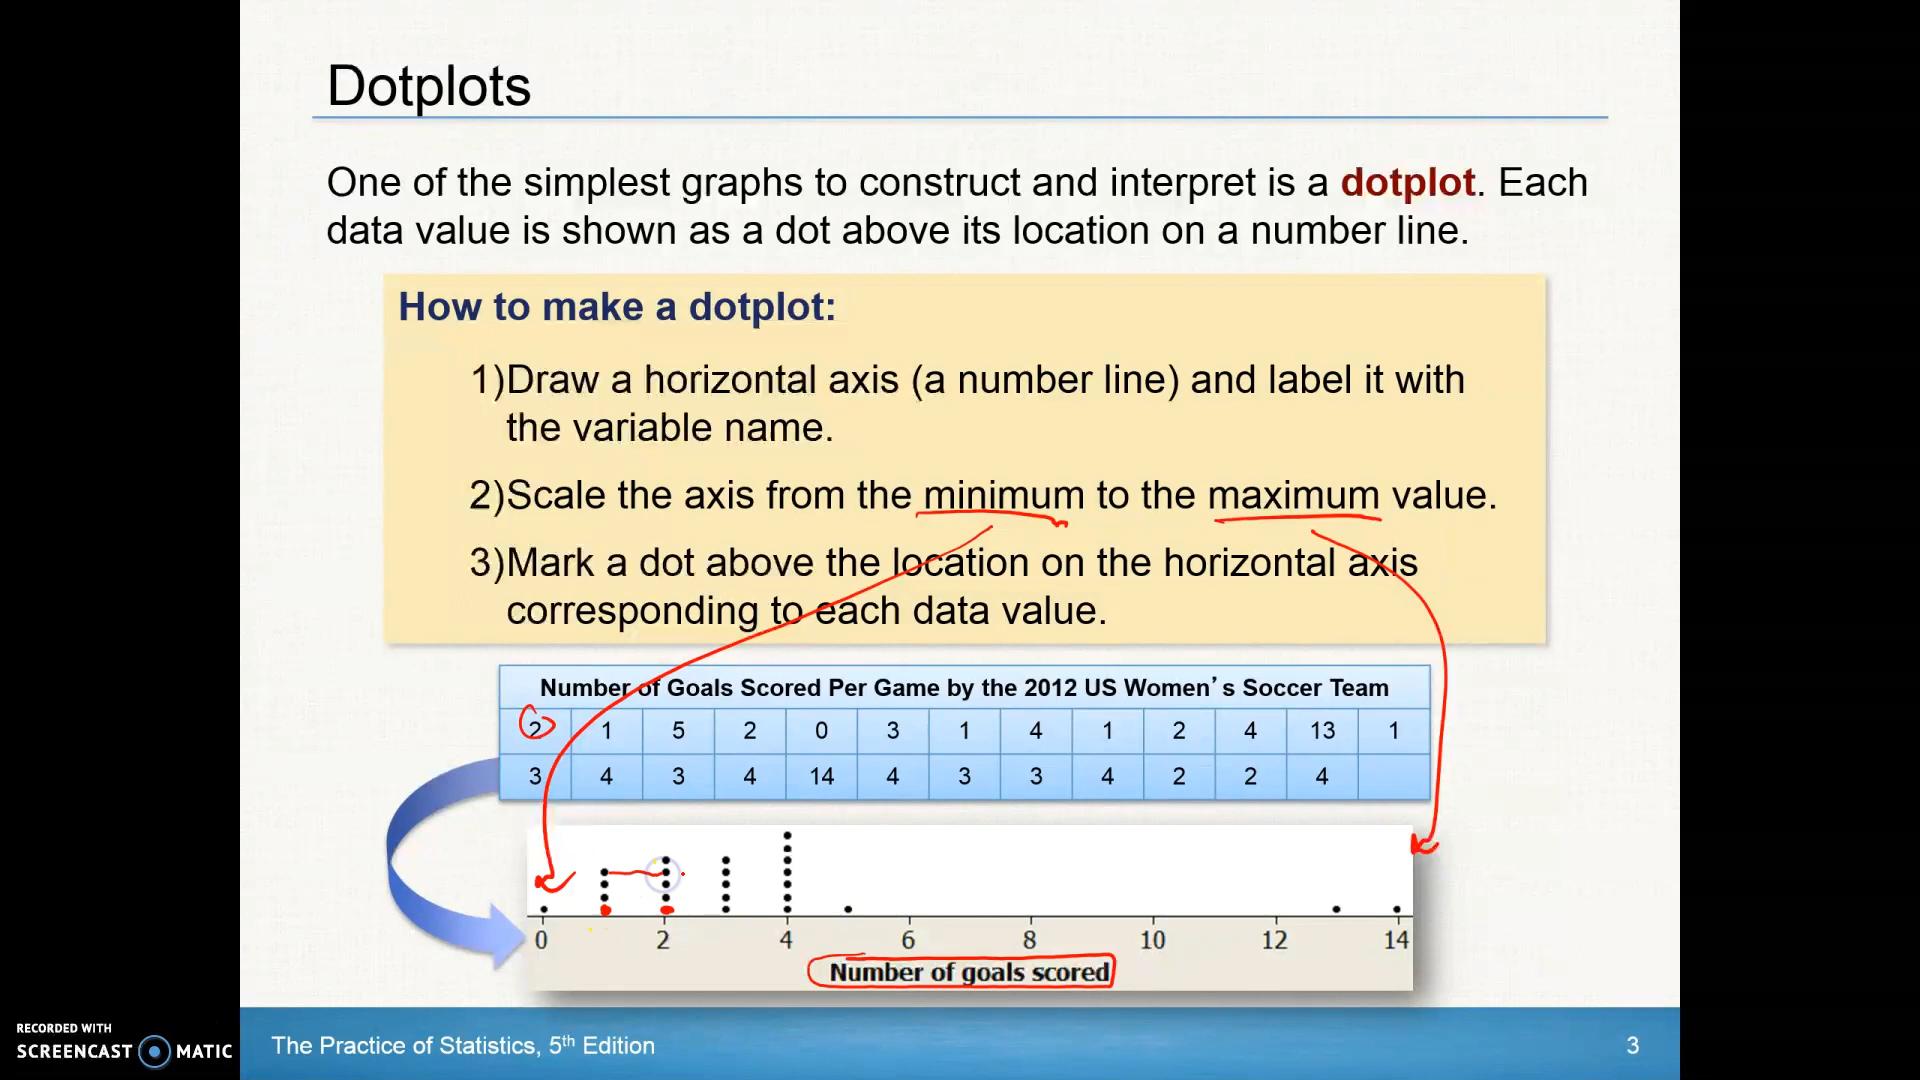 Dotplots
One of the simplest graphs to construct and interpret is a dotplot. Each
data value is shown as a dot above its location on a number line.
How to make a dotplot:
1)Draw a horizontal axis (a number line) and label it with
the variable name.
2)Scale the axis from the minimum to the maximum value.
3)Mark a dot above the location on the horizontal axis
corresponding to each data value.
Number of Goals Scored Per Game by the 2012 US Women's Soccer Team
2 1 5 2 0 3 1 4 1 2 4 13 1
3 4 3 4 14 4 3 3 4 2 2 4
0 2 4 6 8 10 12 14
Number of goals scored
RECORDED WITH
SCREENCAST MATIC
The Practice of Statistics, 5th Edition
3